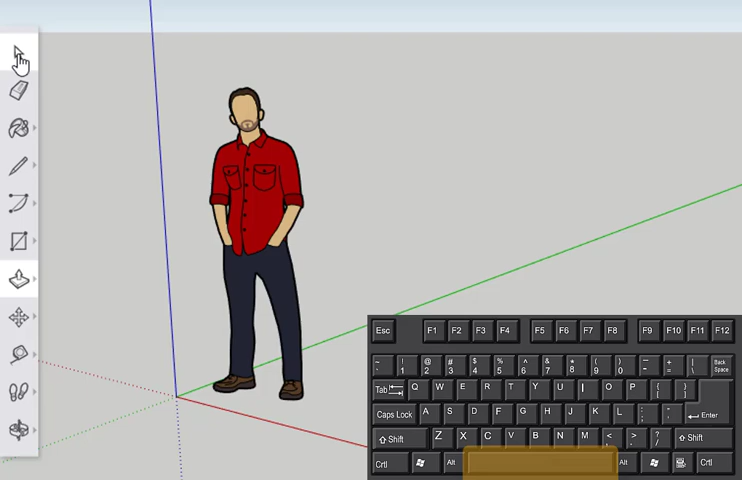 Esc F1 F2 F3 F4 F5 F6 F7 F8 F9 F10 F11 F12
~ ` ! 1 @ 2 # 3 $ 4 % 5 ^ 6 & 7 * 8 ( 9 ) 0 - + = | \ Back Space
Tab Q W E R T Y U I O P { [ } ]
Caps Lock A S D F G H J K L : ; " ' Enter
Shift Z X C V B N M < , > . ? / Shift
Crtl Alt Alt Crtl